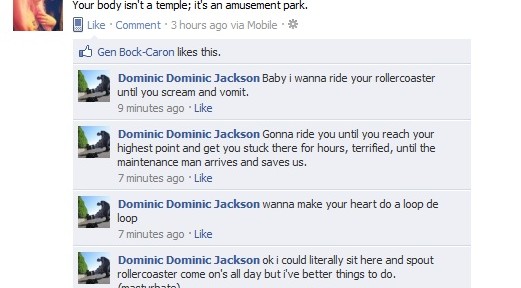 Your body isn't a temple; it's an amusement park.
Like · Comment · 3 hours ago via Mobile ·
Gen Bock-Caron likes this.
Dominic Dominic Jackson Baby i wanna ride your rollercoaster
until you scream and vomit.
9 minutes ago · Like
Dominic Dominic Jackson Gonna ride you until you reach your
highest point and get you stuck there for hours, terrified, until the
maintenance man arrives and saves us.
7 minutes ago · Like
Dominic Dominic Jackson wanna make your heart do a loop de
loop
7 minutes ago · Like
Dominic Dominic Jackson ok i could literally sit here and spout
rollercoaster come on's all day but i've better things to do.
(masturbate)